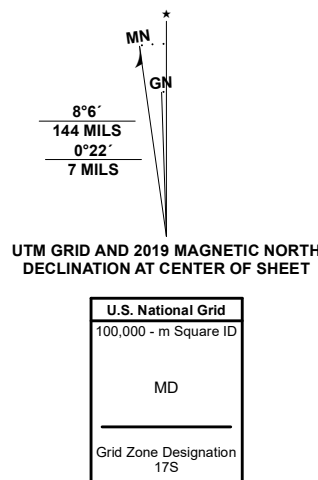 ★
MN
GN
8°6´
144 MILS
0°22´
7 MILS
UTM GRID AND 2019 MAGNETIC NORTH
DECLINATION AT CENTER OF SHEET
U.S. National Grid
100,000 - m Square ID
MD
Grid Zone Designation
17S